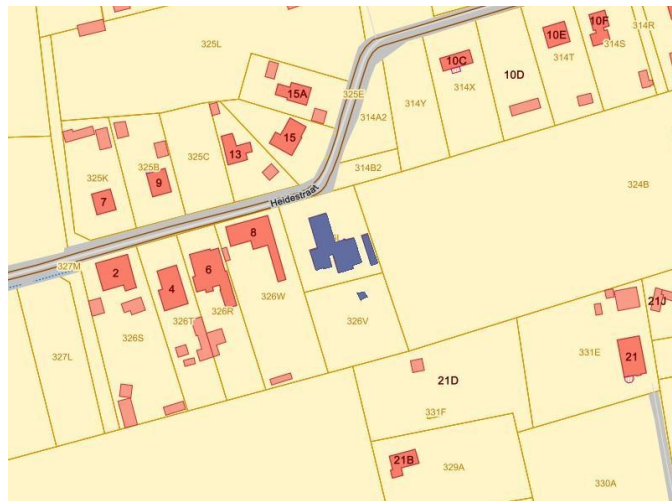 10F
314R
10E
314S
325L
10C
314T
10D
314X
15A
325E
314Y
314A2
15
13
325B
325C
325K
9
314B2
7
Heidestraat
324B
8
327M
2
6
4
326W
326R
326T
326S
326V
21J
327L
331E
21
21D
331F
21B
329A
330A